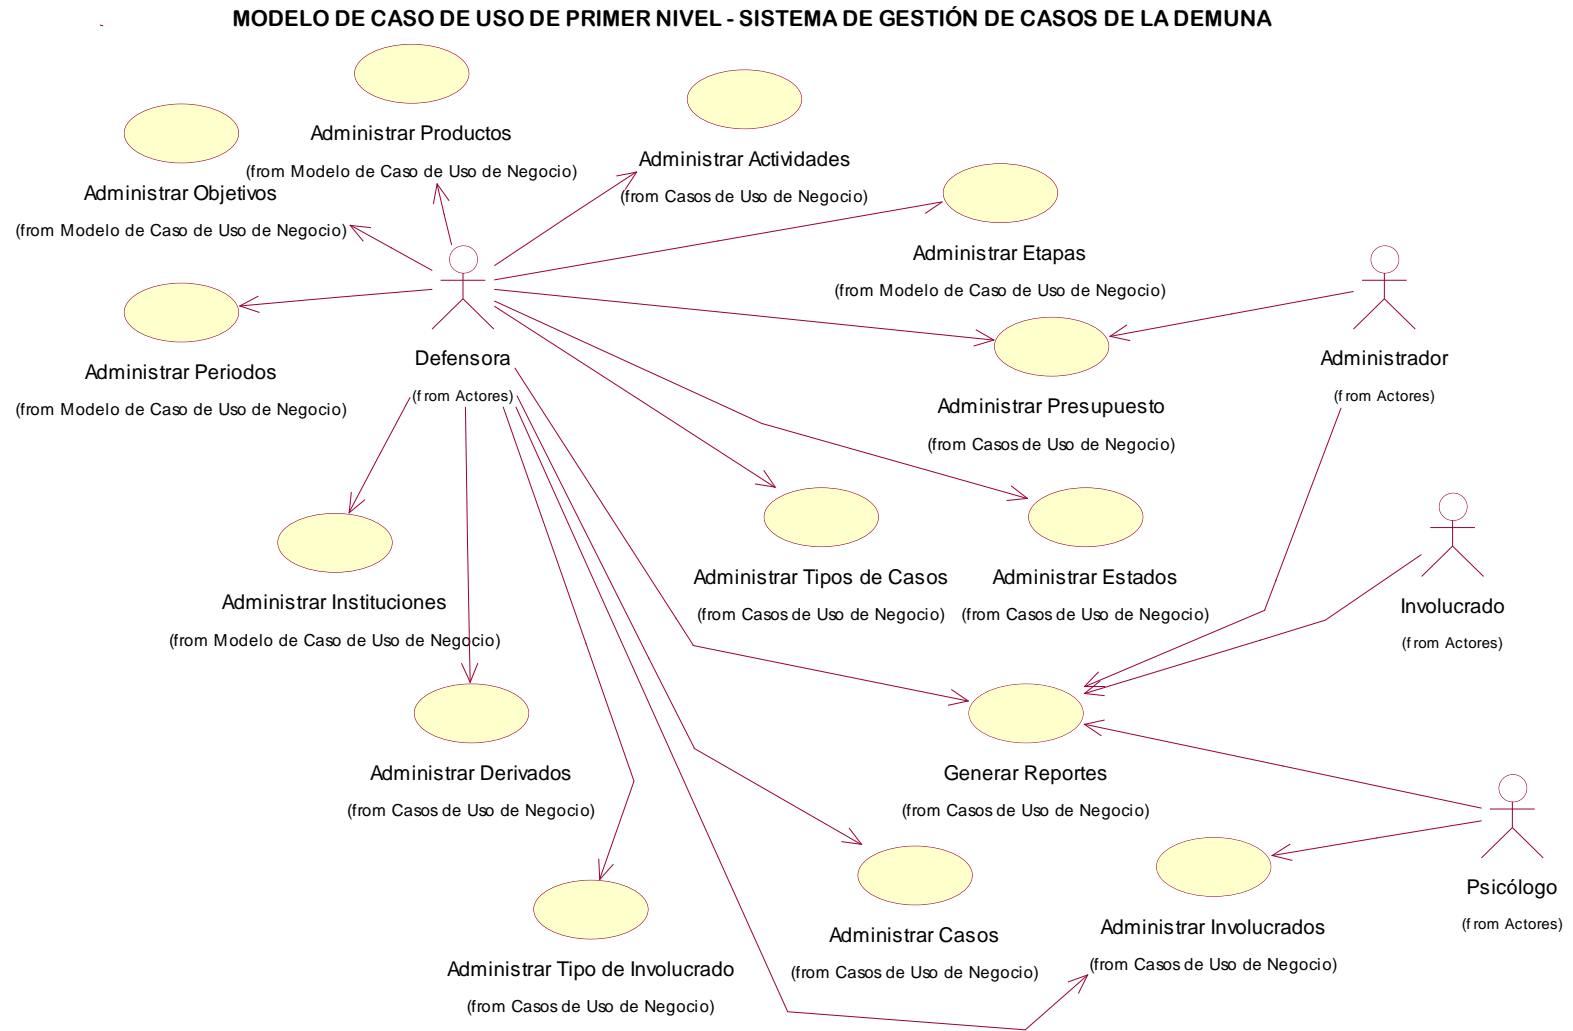 MODELO DE CASO DE USO DE PRIMER NIVEL - SISTEMA DE GESTIÓN DE CASOS DE LA DEMUNA
Administrar Productos
(from Modelo de Caso de Uso de Negocio)
Administrar Actividades
(from Casos de Uso de Negocio)
Administrar Objetivos
(from Modelo de Caso de Uso de Negocio)
Administrar Etapas
(from Modelo de Caso de Uso de Negocio)
Defensora
(from Actores)
Administrador
(from Actores)
Administrar Periodos
(from Modelo de Caso de Uso de Negocio)
Administrar Presupuesto
(from Casos de Uso de Negocio)
Administrar Tipos de Casos
(from Casos de Uso de Negocio)
Administrar Estados
(from Casos de Uso de Negocio)
Administrar Instituciones
(from Modelo de Caso de Uso de Negocio)
Involucrado
(from Actores)
Administrar Derivados
(from Casos de Uso de Negocio)
Generar Reportes
(from Casos de Uso de Negocio)
Psicólogo
(from Actores)
Administrar Involucrados
(from Casos de Uso de Negocio)
Administrar Casos
(from Casos de Uso de Negocio)
Administrar Tipo de Involucrado
(from Casos de Uso de Negocio)